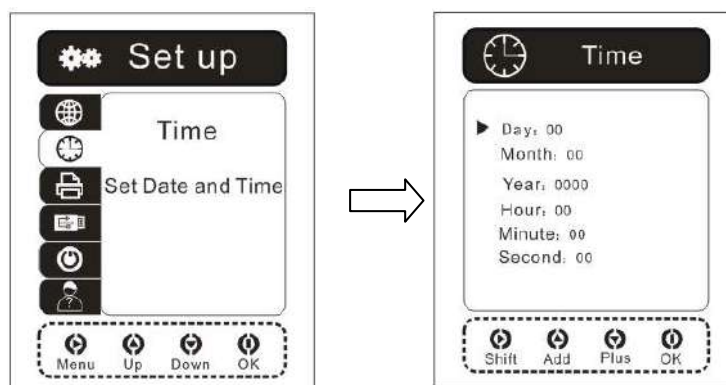 Set up
Time
Set Date and Time
Menu Up Down OK
Time
Day: 00
Month: 00
Year: 0000
Hour: 00
Minute: 00
Second: 00
Shift Add Plus OK